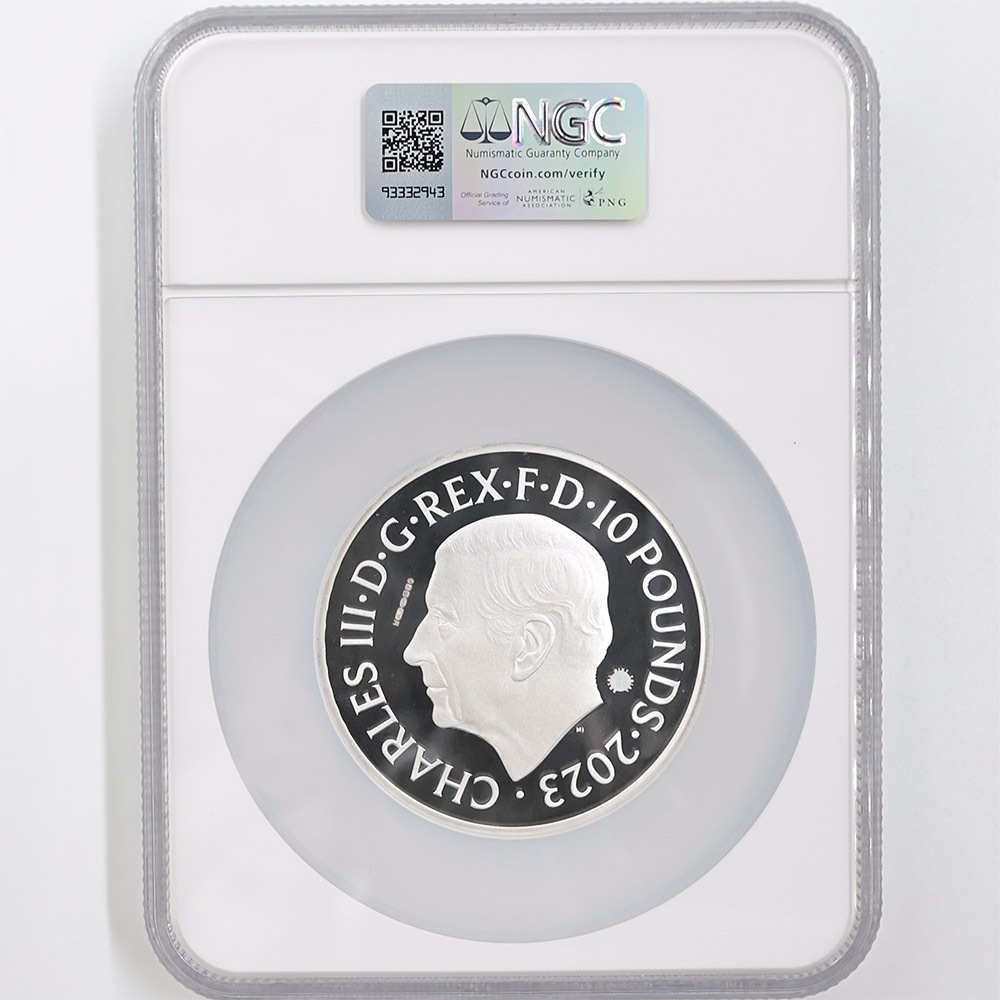 NGC
Numismatic Guaranty Company
NGCcoin.com/verify
93332943
Official Grading
Service of
AMERICAN
NUMISMATIC
ASSOCIATION
PNG
CHARLES III·D·G·REX·F·D·10 POUNDS·2023·